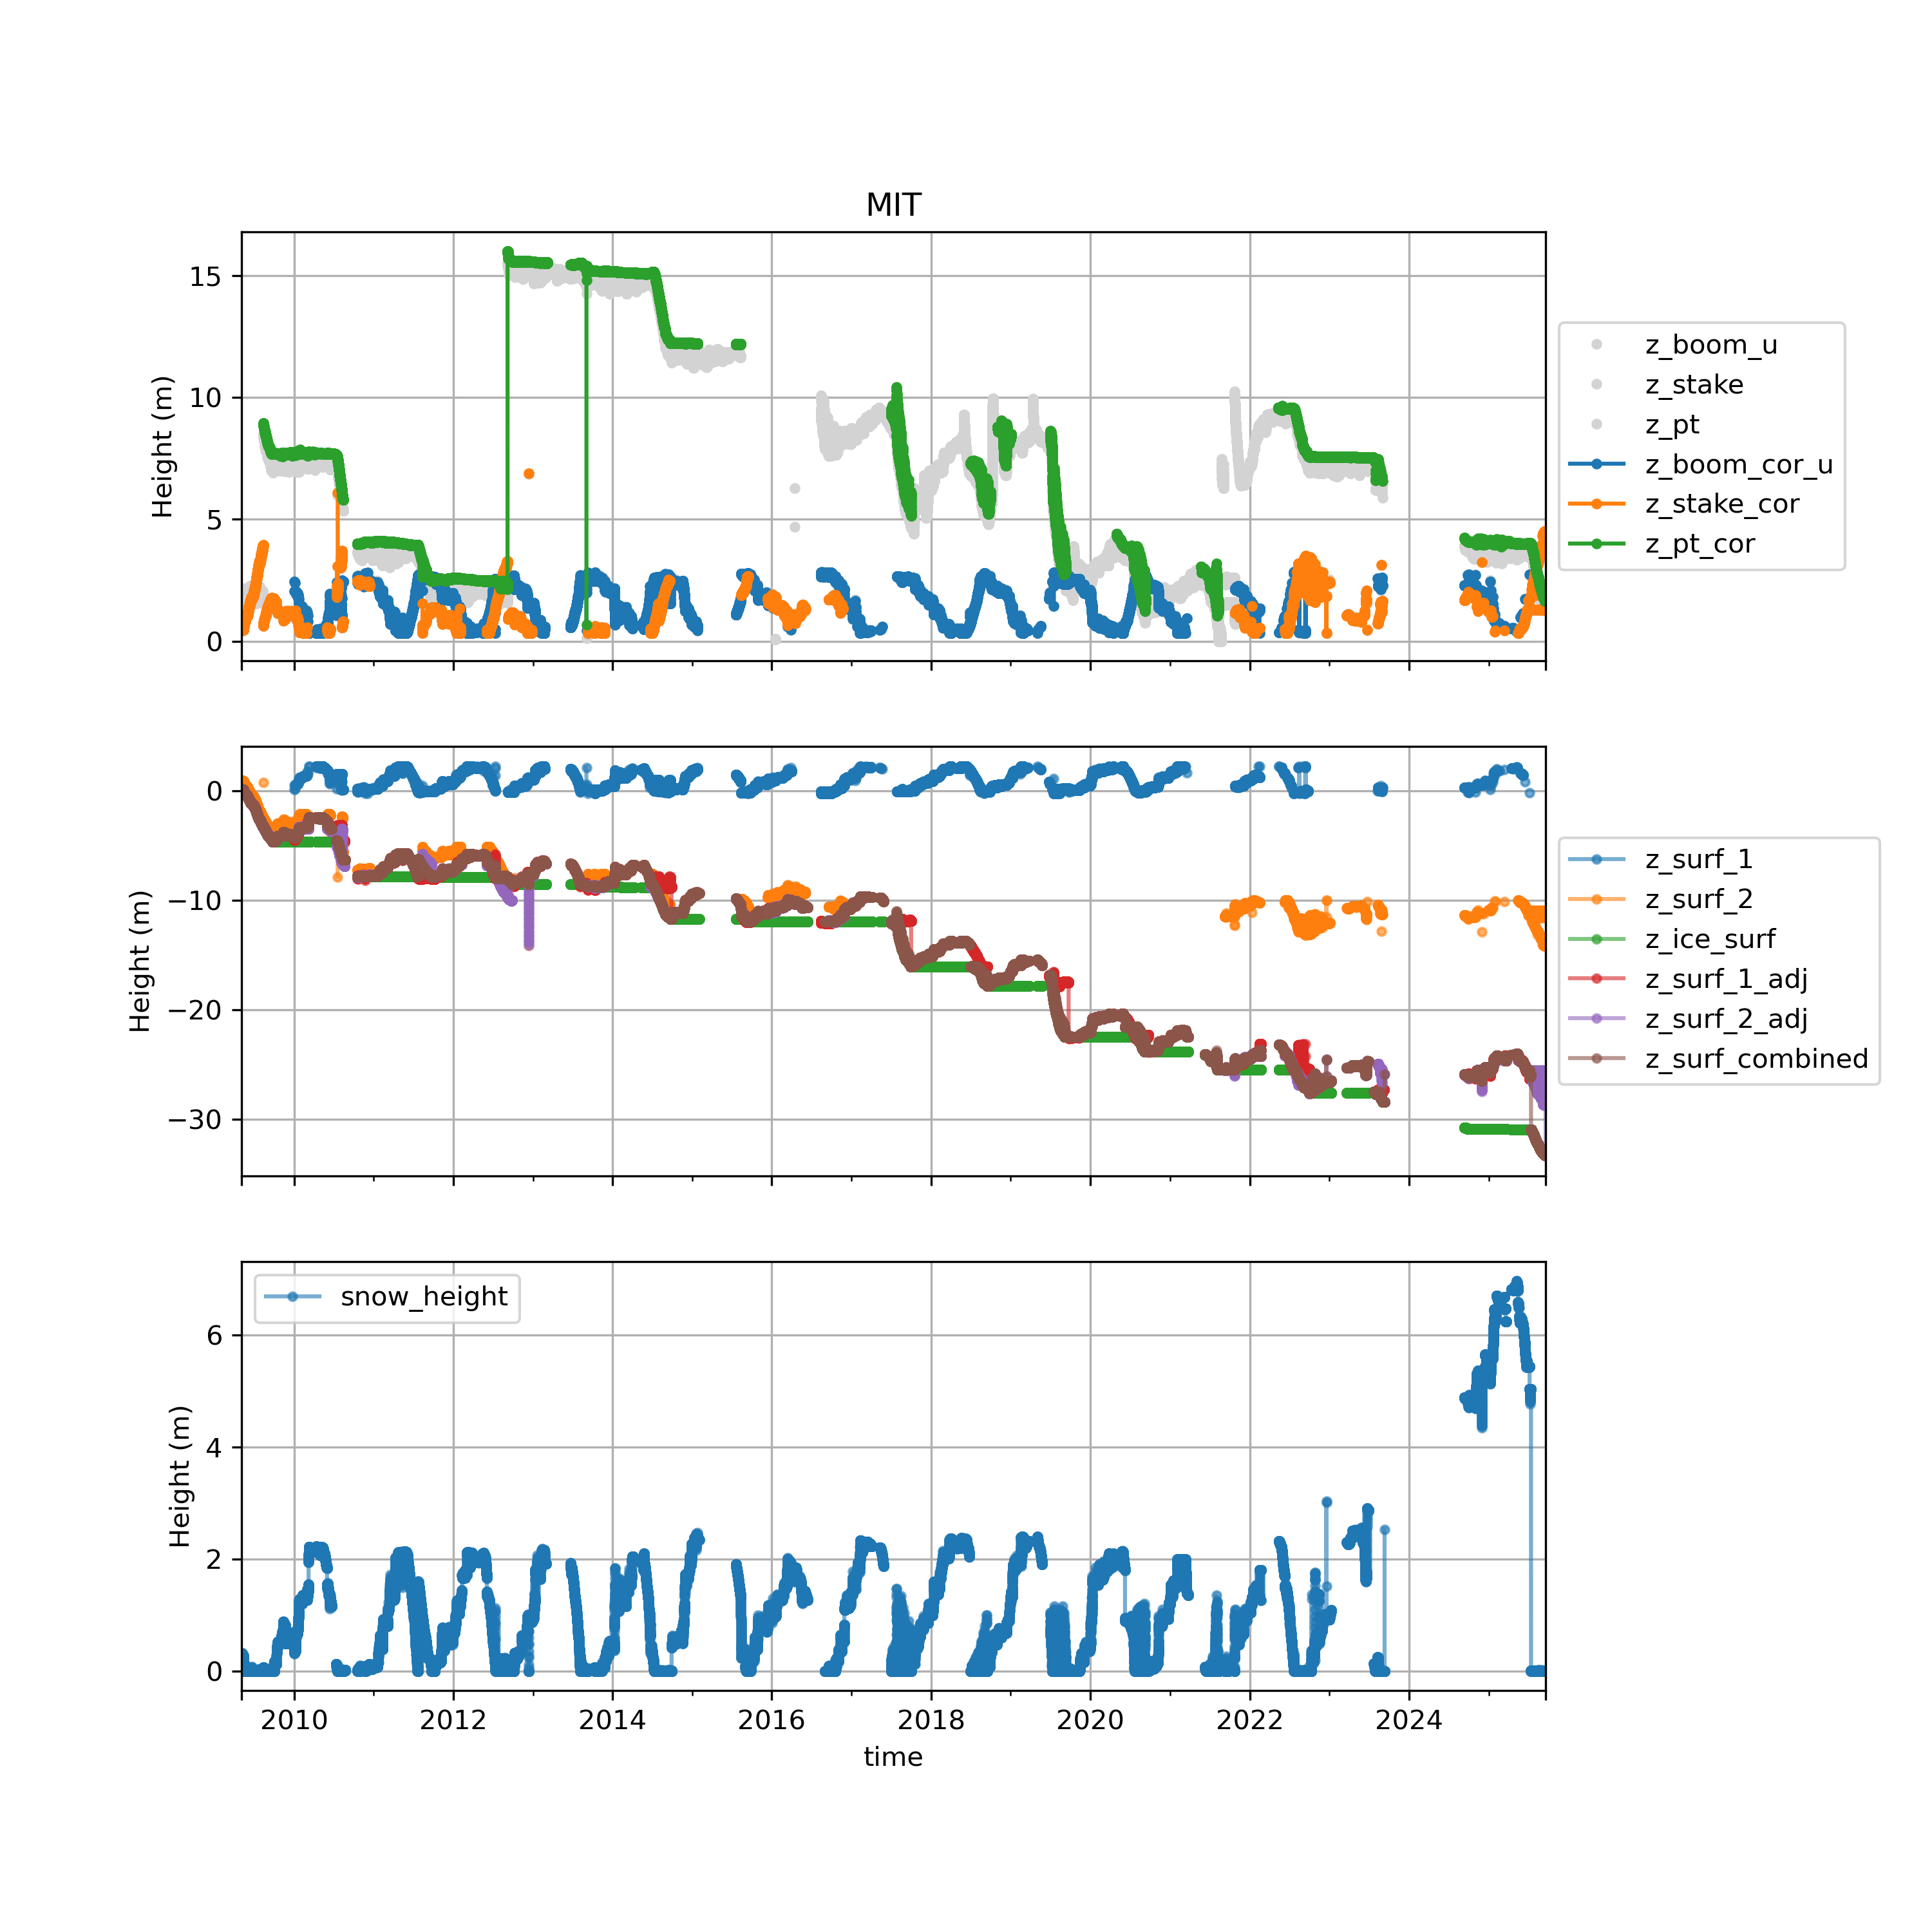 MIT
15
10
5
0
Height (m)
z_boom_u
z_stake
z_pt
z_boom_cor_u
z_stake_cor
z_pt_cor
0
−10
−20
−30
Height (m)
z_surf_1
z_surf_2
z_ice_surf
z_surf_1_adj
z_surf_2_adj
z_surf_combined
snow_height
6
4
2
0
Height (m)
2010 2012 2014 2016 2018 2020 2022 2024
time